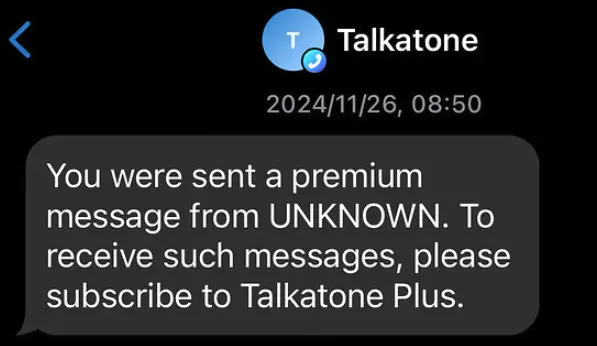 T
Talkatone
2024/11/26, 08:50
You were sent a premium
message from UNKNOWN. To
receive such messages, please
subscribe to Talkatone Plus.